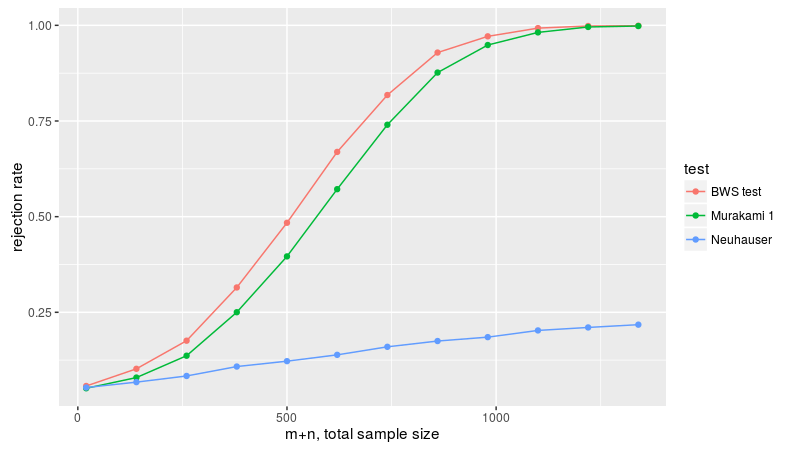 1.00
0.75
0.50
0.25
rejection rate
0
500
1000
m+n, total sample size
test
BWS test
Murakami 1
Neuhauser